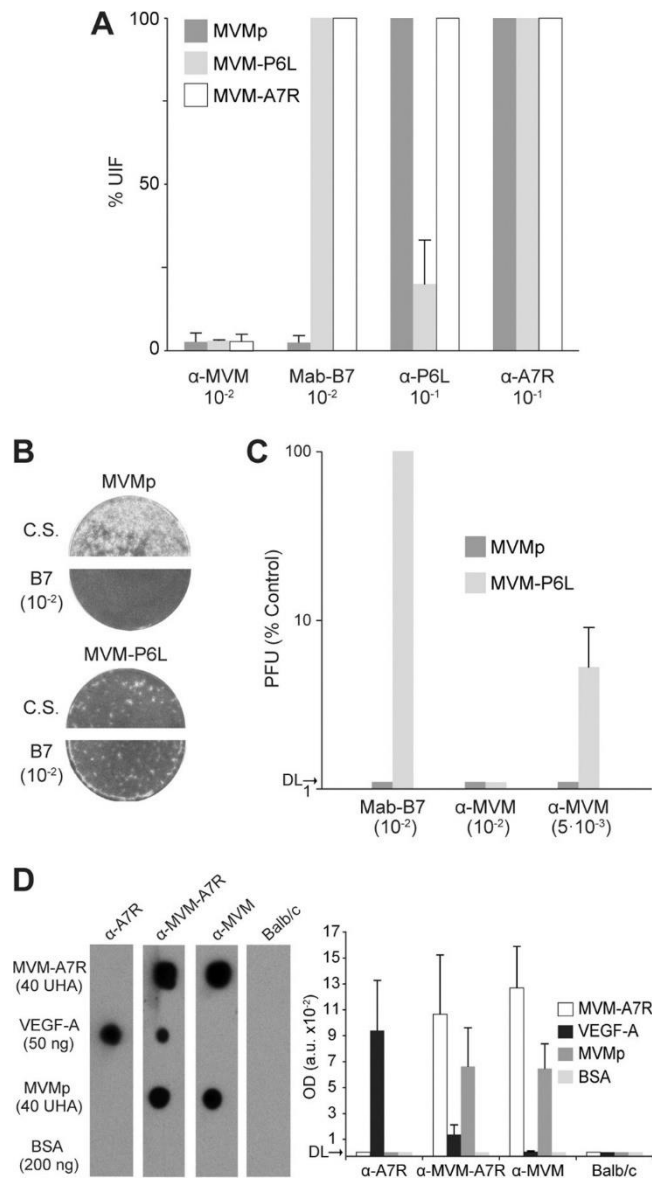 A
MVMp
MVM-P6L
MVM-A7R
100
50
0
% UIF
α-MVM
10⁻²
Mab-B7
10⁻²
α-P6L
10⁻¹
α-A7R
10⁻¹
B
MVMp
C.S.
B7
(10⁻²)
MVM-P6L
C.S.
B7
(10⁻²)
C
MVMp
MVM-P6L
PFU (% Control)
100
10
DL→
1
Mab-B7
(10⁻²)
α-MVM
(10⁻²)
α-MVM
(5·10⁻³)
D
α-A7R
α-MVM-A7R
α-MVM
Balb/c
MVM-A7R
(40 UHA)
VEGF-A
(50 ng)
MVMp
(40 UHA)
BSA
(200 ng)
OD (a.u. x10⁻²)
17
15
13
11
9
7
5
3
1
DL→
MVM-A7R
VEGF-A
MVMp
BSA
α-A7R
α-MVM-A7R
α-MVM
Balb/c